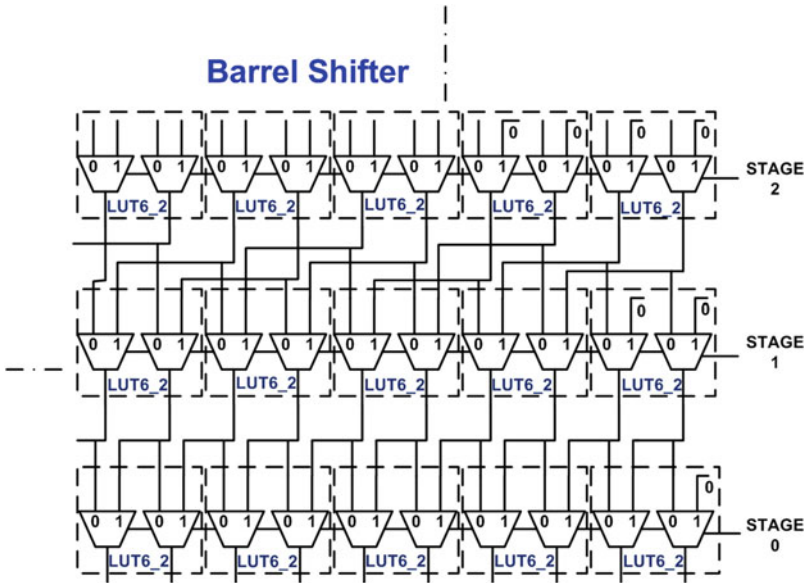 Barrel Shifter
0 0 0 0
0 1 0 1 0 1 0 1 0 1 0 1 0 1 0 1 0 1 0 1
STAGE
2
LUT6_2 LUT6_2 LUT6_2 LUT6_2 LUT6_2
0 0
0 1 0 1 0 1 0 1 0 1 0 1 0 1 0 1 0 1 0 1
STAGE
1
LUT6_2 LUT6_2 LUT6_2 LUT6_2 LUT6_2
0
0 1 0 1 0 1 0 1 0 1 0 1 0 1 0 1 0 1 0 1
STAGE
0
LUT6_2 LUT6_2 LUT6_2 LUT6_2 LUT6_2